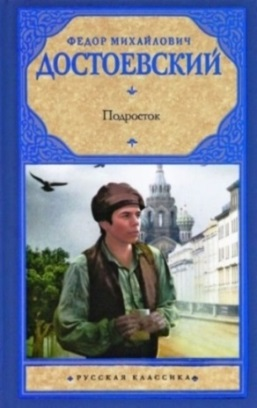 ФЕДОР МИХАЙЛОВИЧ
ДОСТОЕВСКИЙ
Подросток
РУССКАЯ КЛАССИКА